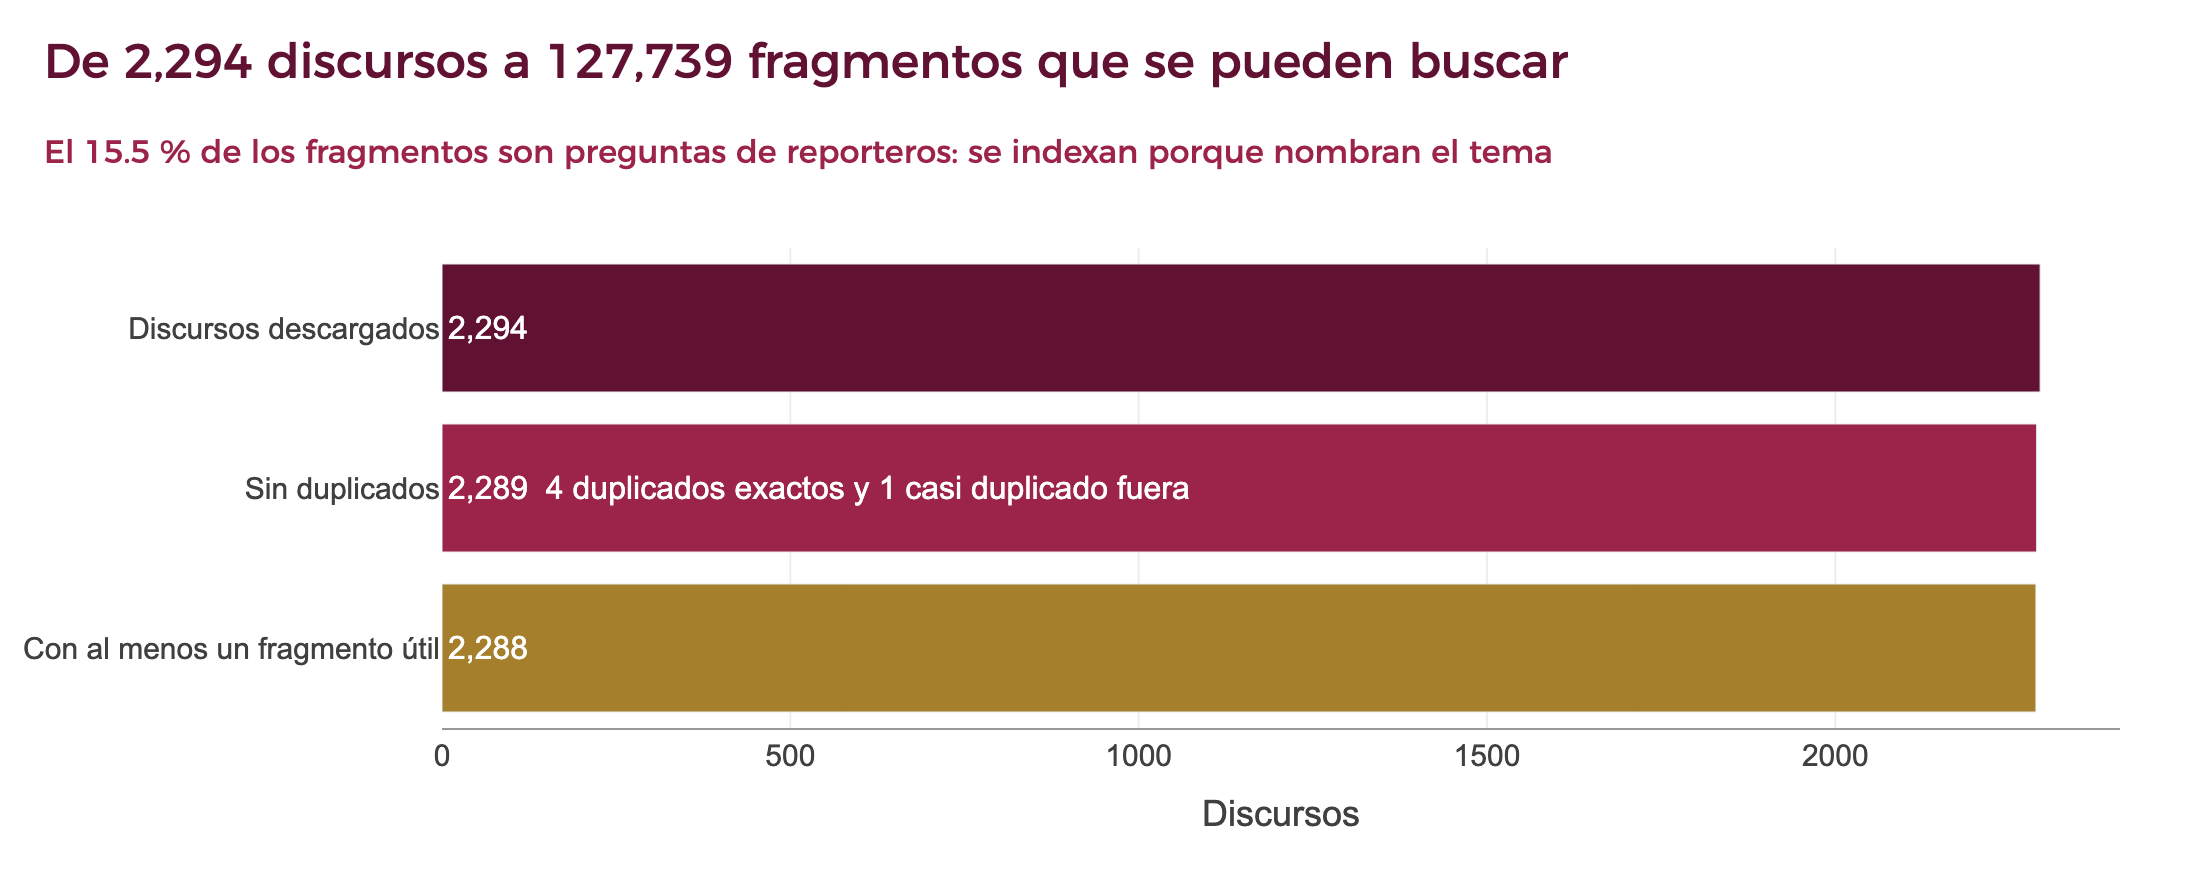 De 2,294 discursos a 127,739 fragmentos que se pueden buscar
El 15.5 % de los fragmentos son preguntas de reporteros: se indexan porque nombran el tema
Discursos descargados 2,294
Sin duplicados 2,289 4 duplicados exactos y 1 casi duplicado fuera
Con al menos un fragmento útil 2,288
0 500 1000 1500 2000
Discursos